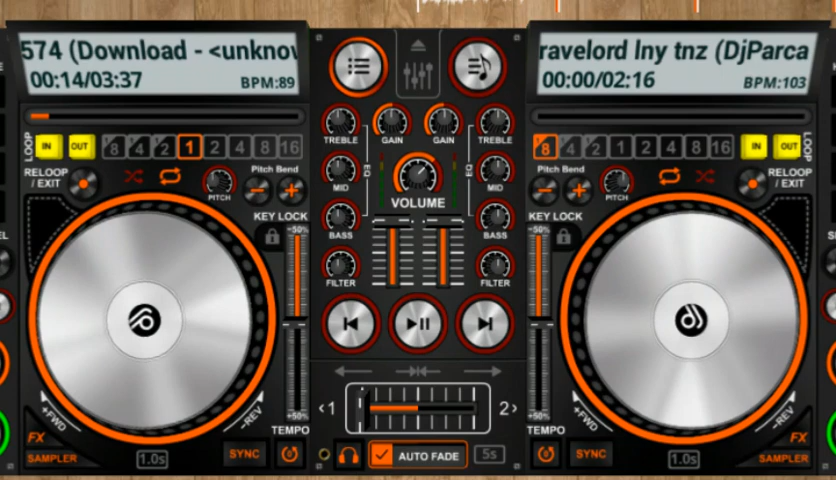 574 (Download - <unknow
00:14/03:37 BPM:89
ravelord lny tnz (DjParca
00:00/02:16 BPM:103
LOOP IN OUT 8 4 2 1 2 4 8 16
RELOOP / EXIT
PITCH
Pitch Bend
- +
KEY LOCK
-50%
+50%
TEMPO
+FWD
-REV
FX
SAMPLER
1.0s
SYNC
0
TREBLE GAIN GAIN TREBLE
EQ
MID VOLUME MID
EQ
BASS BASS
FILTER FILTER
‹1 2›
AUTO FADE 5s
8 4 2 1 2 4 8 16 IN OUT LOOP
Pitch Bend
- +
PITCH
RELOOP / EXIT
KEY LOCK
-50%
+50%
TEMPO
+FWD
-REV
0
SYNC
1.0s
FX
SAMPLER